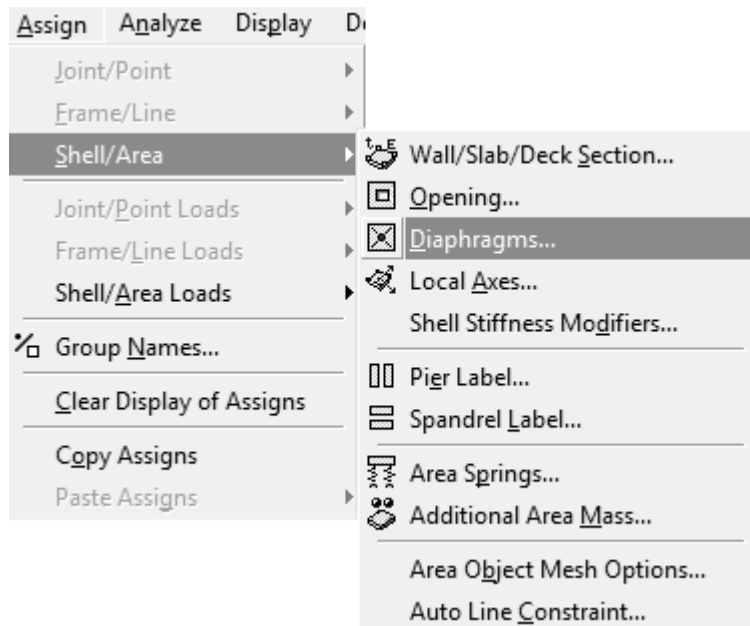 Assign Analyze Display D
Joint/Point
Frame/Line
Shell/Area
Joint/Point Loads
Frame/Line Loads
Shell/Area Loads
Group Names...
Clear Display of Assigns
Copy Assigns
Paste Assigns
Wall/Slab/Deck Section...
Opening...
Diaphragms...
Local Axes...
Shell Stiffness Modifiers...
Pier Label...
Spandrel Label...
Area Springs...
Additional Area Mass...
Area Object Mesh Options...
Auto Line Constraint...